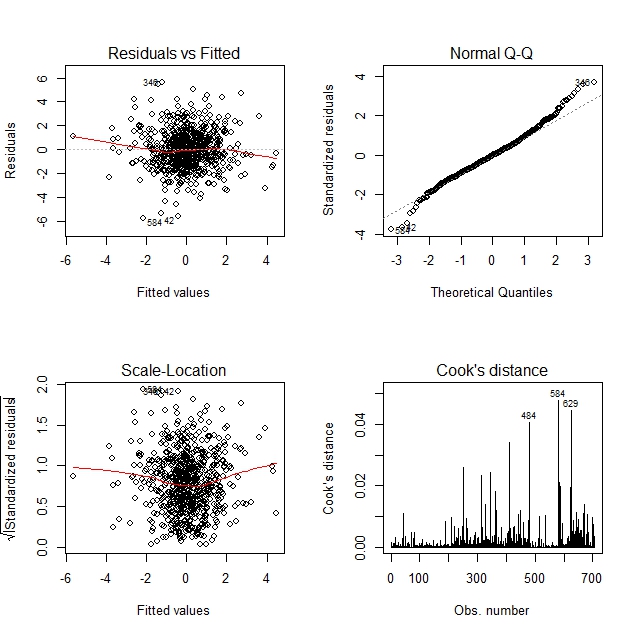 Residuals vs Fitted
Residuals
6
4
2
0
-2
-4
-6
346
584
42
-6 -4 -2 0 2 4
Fitted values
Normal Q-Q
Standardized residuals
4
2
0
-2
-4
346
-3 -2 -1 0 1 2 3
Theoretical Quantiles
Scale-Location
√|Standardized residuals|
2.0
1.5
1.0
0.5
0.0
42
-6 -4 -2 0 2 4
Fitted values
Cook's distance
Cook's distance
0.04
0.02
0.00
584
629
484
0 100 300 500 700
Obs. number